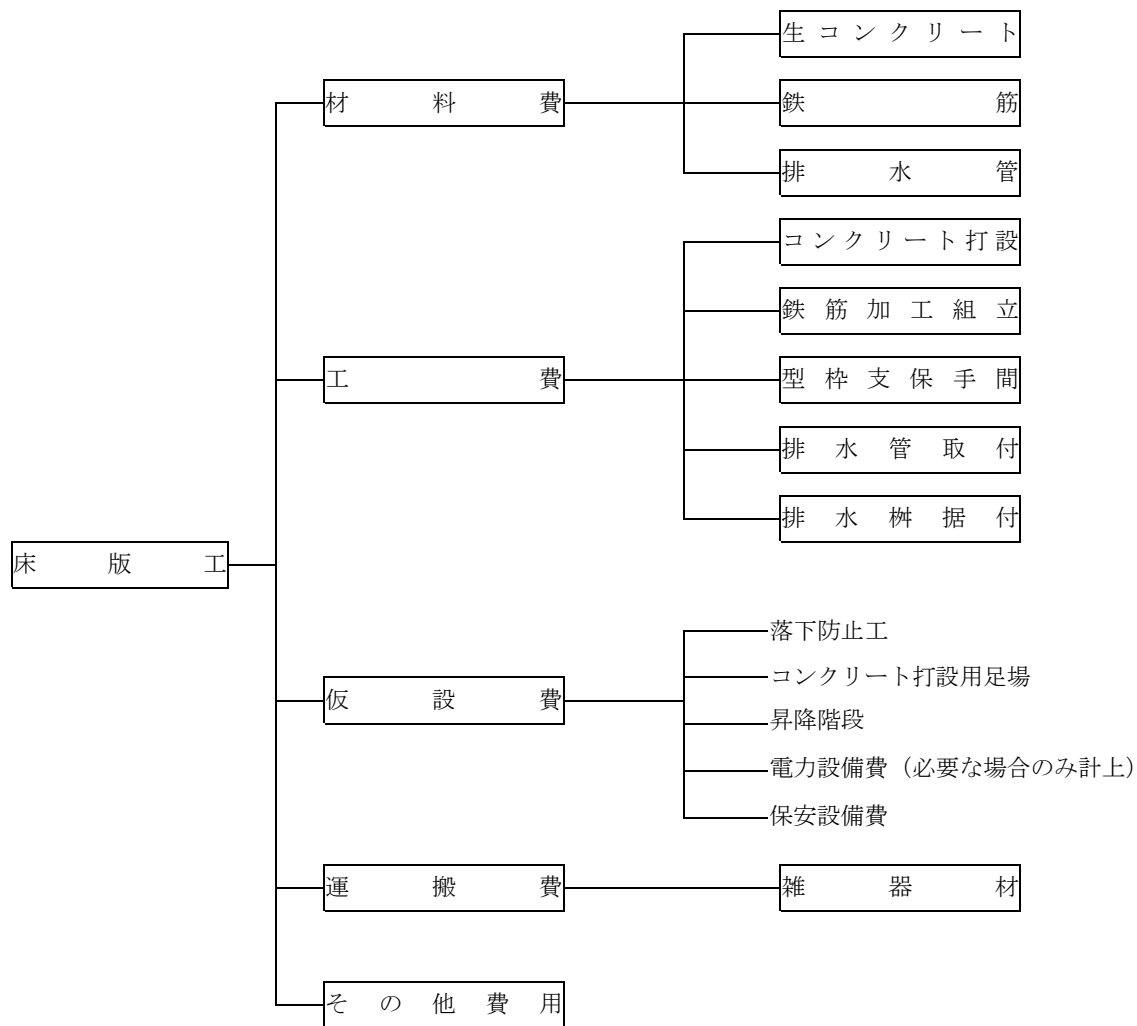 生コンクリート
材料費
鉄筋
排水管
コンクリート打設
鉄筋加工組立
工費
型枠支保手間
排水管取付
排水桝据付
床版工
落下防止工
コンクリート打設用足場
仮設費
昇降階段
電力設備費（必要な場合のみ計上）
保安設備費
運搬費
雑器材
その他費用